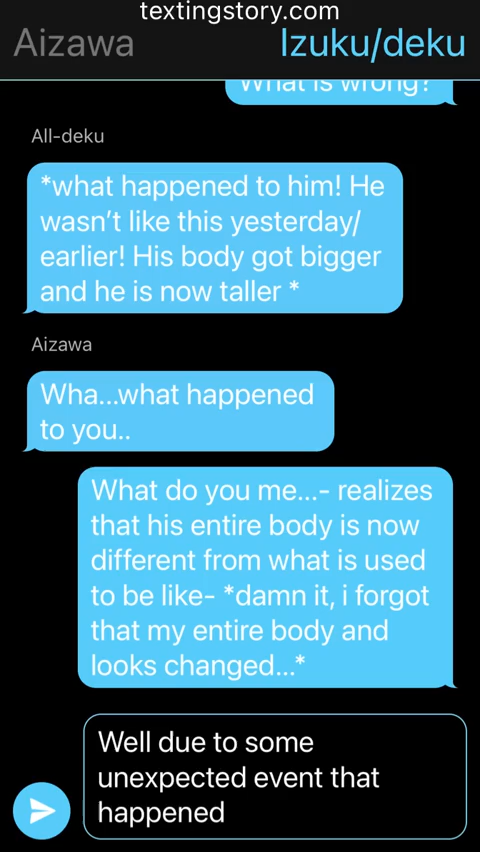 textingstory.com
Aizawa
Izuku/deku
What is wrong?
All-deku
*what happened to him! He
wasn't like this yesterday/
earlier! His body got bigger
and he is now taller *
Aizawa
Wha...what happened
to you..
What do you me...- realizes
that his entire body is now
different from what is used
to be like- *damn it, i forgot
that my entire body and
looks changed...*
Well due to some
unexpected event that
happened